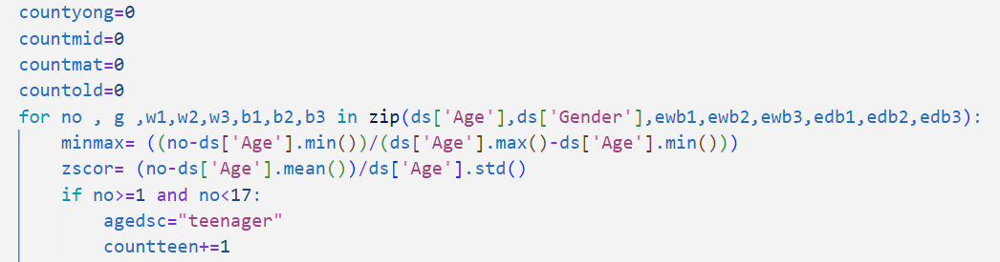 countyong=0
countmid=0
countmat=0
countold=0
for no , g ,w1,w2,w3,b1,b2,b3 in zip(ds['Age'],ds['Gender'],ewb1,ewb2,ewb3,edb1,edb2,edb3):
    minmax= ((no-ds['Age'].min())/(ds['Age'].max()-ds['Age'].min()))
    zscor= (no-ds['Age'].mean())/ds['Age'].std()
    if no>=1 and no<17:
        agedsc="teenager"
        countteen+=1